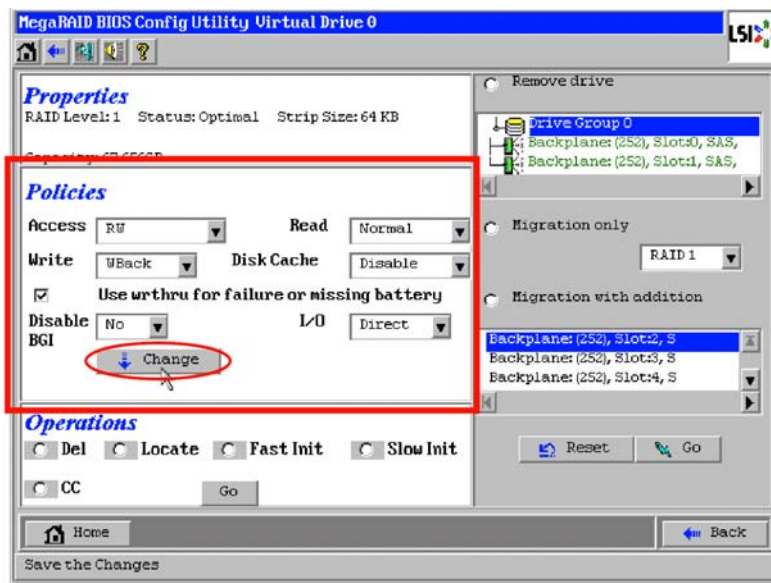 MegaRAID BIOS Config Utility Virtual Drive 0
LSI
Properties
RAID Level: 1 Status: Optimal Strip Size: 64 KB
Policies
Access RW Read Normal
Write WBack Disk Cache Disable
Use wrthru for failure or missing battery
Disable BGI No I/O Direct
Change
Operations
Del Locate Fast Init Slow Init
CC Go
Remove drive
Drive Group 0
Backplane: (252), Slot:0, SAS,
Backplane: (252), Slot:1, SAS,
Migration only
RAID 1
Migration with addition
Backplane: (252), Slot:2, S
Backplane: (252), Slot:3, S
Backplane: (252), Slot:4, S
Reset Go
Home Back
Save the Changes